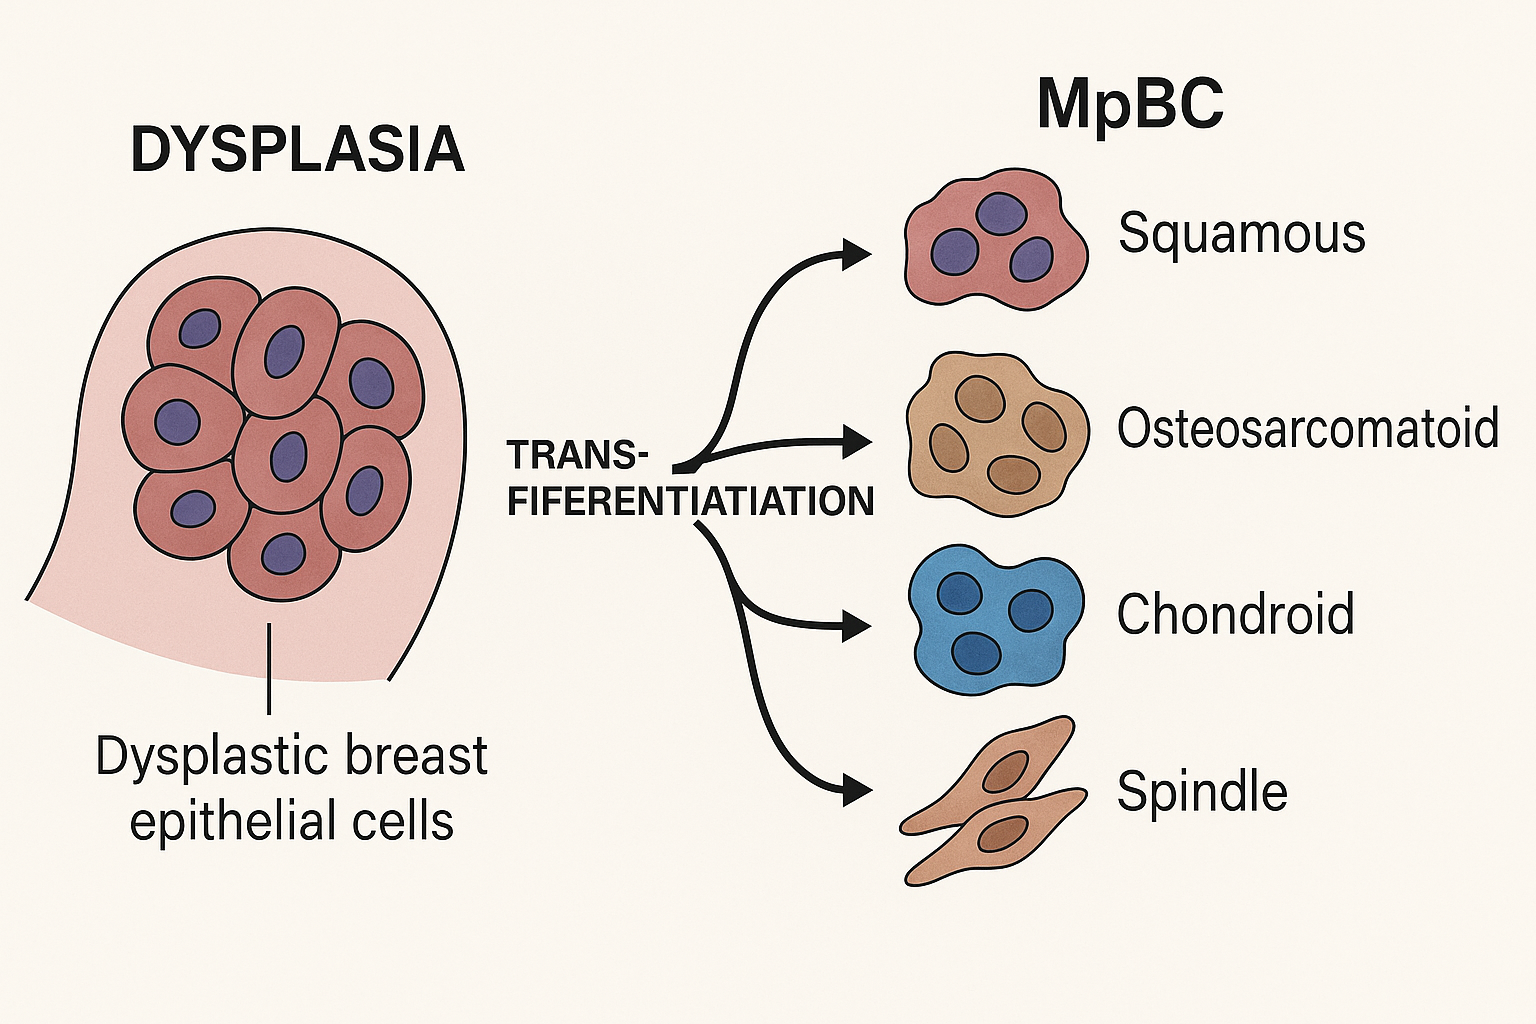 DYSPLASIA
Dysplastic breast
epithelial cells
TRANS-
FIFERENTIATIATION
MpBC
Squamous
Osteosarcomatoid
Chondroid
Spindle